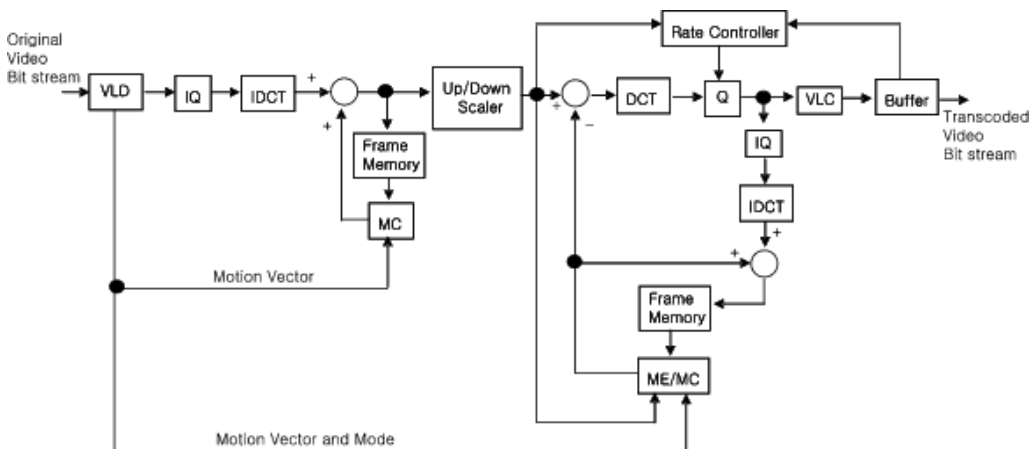 Original
Video
Bit stream
VLD
IQ
IDCT
+
+
Frame
Memory
MC
Motion Vector
Up/Down
Scaler
Rate Controller
+
−
DCT
Q
VLC
Buffer
Transcoded
Video
Bit stream
IQ
IDCT
+
+
Frame
Memory
ME/MC
Motion Vector and Mode